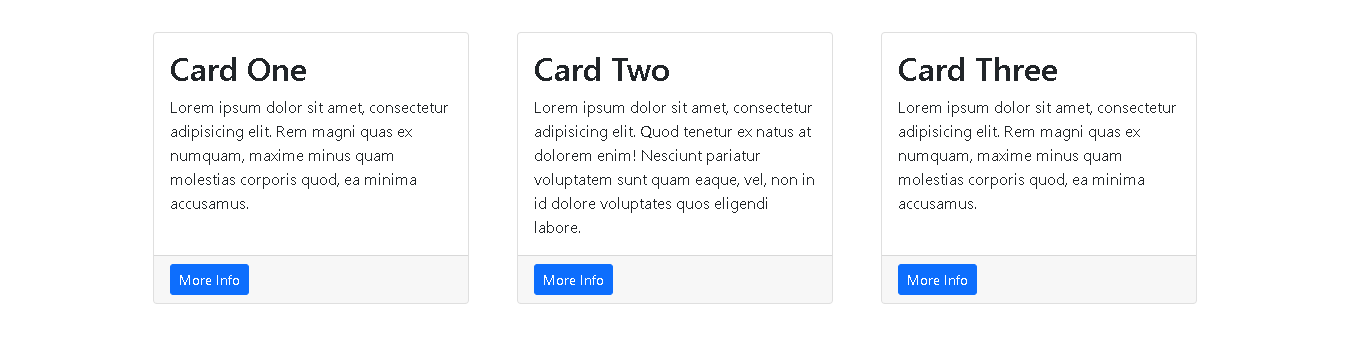 Card One
Lorem ipsum dolor sit amet, consectetur
adipisicing elit. Rem magni quas ex
numquam, maxime minus quam
molestias corporis quod, ea minima
accusamus.
More Info
Card Two
Lorem ipsum dolor sit amet, consectetur
adipisicing elit. Quod tenetur ex natus at
dolorem enim! Nesciunt pariatur
voluptatem sunt quam eaque, vel, non in
id dolore voluptates quos eligendi
labore.
More Info
Card Three
Lorem ipsum dolor sit amet, consectetur
adipisicing elit. Rem magni quas ex
numquam, maxime minus quam
molestias corporis quod, ea minima
accusamus.
More Info